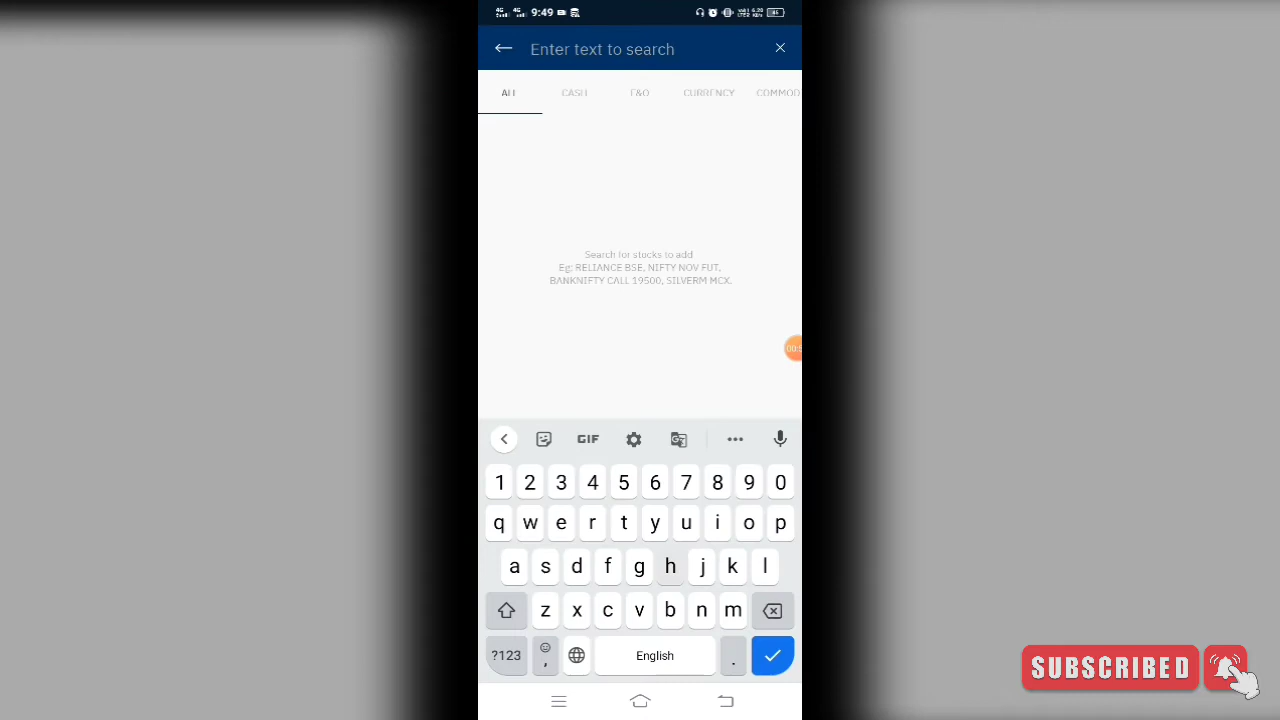 9:49
Enter text to search
ALL CASH F&O CURRENCY COMMOD
Search for stocks to add
Eg: RELIANCE BSE, NIFTY NOV FUT,
BANKNIFTY CALL 19500, SILVERM MCX.
GIF
1 2 3 4 5 6 7 8 9 0
q w e r t y u i o p
a s d f g h j k l
z x c v b n m
?123 , English .
SUBSCRIBED